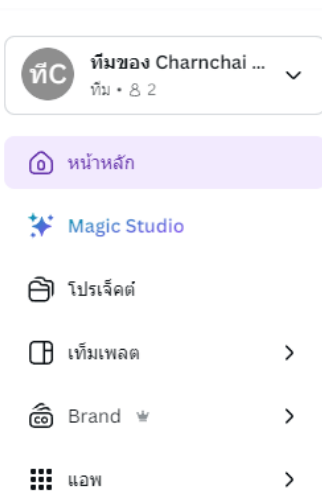 ทีC
ทีมของ Charnchai ...
ทีม • 2
หน้าหลัก
Magic Studio
โปรเจ็คต์
เท็มเพลต
CO
Brand
แอพ